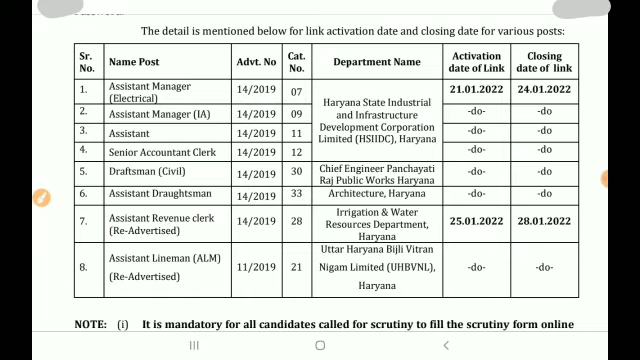 The detail is mentioned below for link activation date and closing date for various posts:
Sr. No. Name Post Advt. No Cat. No. Department Name Activation date of Link Closing date of link
1. Assistant Manager (Electrical) 14/2019 07 Haryana State Industrial and Infrastructure Development Corporation Limited (HSIIDC), Haryana 21.01.2022 24.01.2022
2. Assistant Manager (IA) 14/2019 09 -do- -do
3. Assistant 14/2019 11 -do- -do
4. Senior Accountant Clerk 14/2019 12 -do- -do
5. Draftsman (Civil) 14/2019 30 Chief Engineer Panchayati Raj Public Works Haryana -do- -do
6. Assistant Draughtsman 14/2019 33 Architecture, Haryana -do- -do
7. Assistant Revenue clerk (Re-Advertised) 14/2019 28 Irrigation & Water Resources Department, Haryana 25.01.2022 28.01.2022
8. Assistant Lineman (ALM) (Re-Advertised) 11/2019 21 Uttar Haryana Bijli Vitran Nigam Limited (UHBVNL), Haryana -do- -do-
NOTE: (i) It is mandatory for all candidates called for scrutiny to fill the scrutiny form online